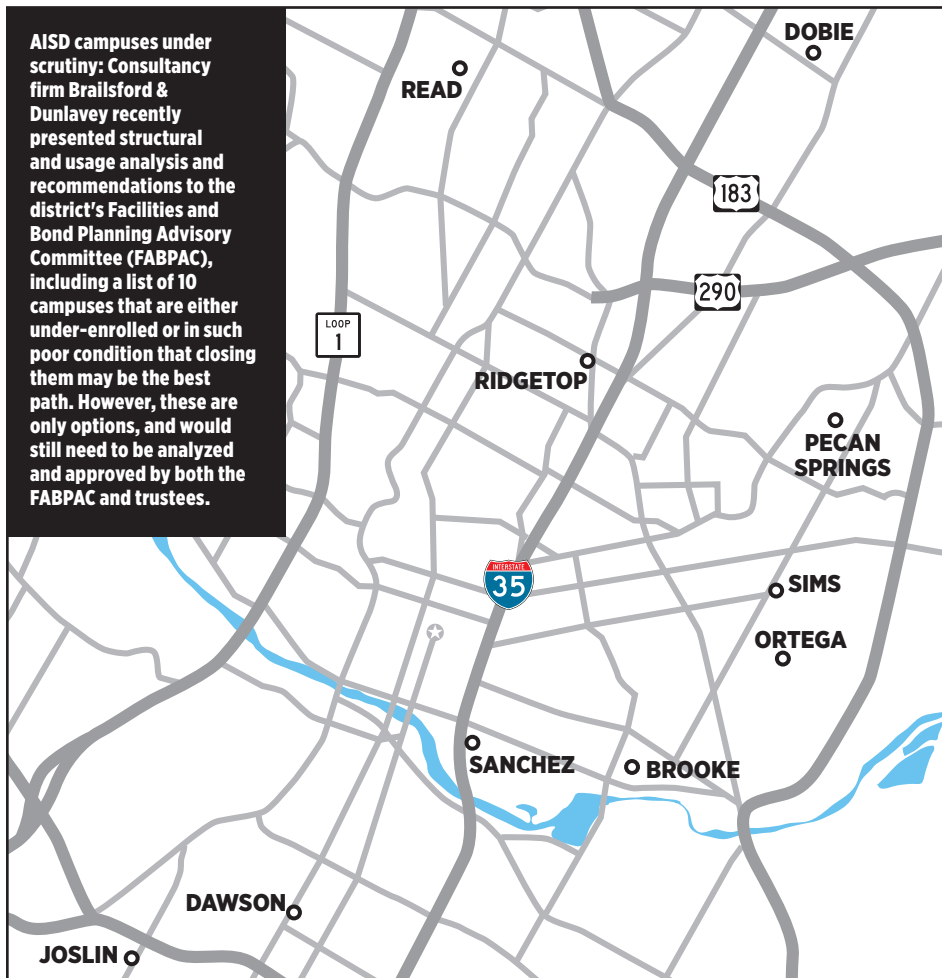 AISD campuses under
scrutiny: Consultancy
firm Brailsford &
Dunlavey recently
presented structural
and usage analysis and
recommendations to the
district's Facilities and
Bond Planning Advisory
Committee (FABPAC),
including a list of 10
campuses that are either
under-enrolled or in such
poor condition that closing
them may be the best
path. However, these are
only options, and would
still need to be analyzed
and approved by both the
FABPAC and trustees.
DOBIE
READ
183
290
LOOP
1
RIDGETOP
PECAN
SPRINGS
INTERSTATE
35
SIMS
ORTEGA
SANCHEZ
BROOKE
DAWSON
JOSLIN